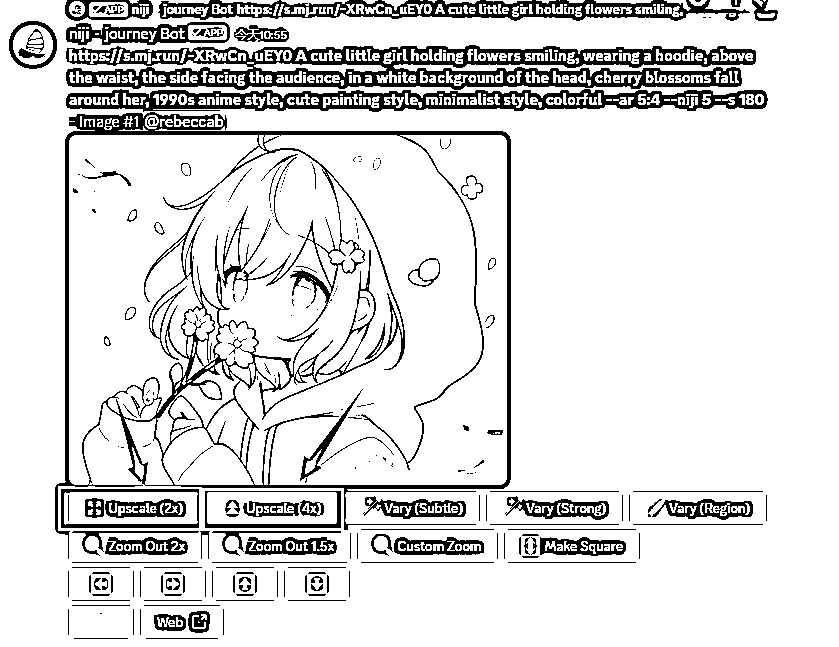 niji · journey Bot https://s.mj.run/-XRwCn_uEY0 A cute little girl holding flowers smiling,
niji · journey Bot APP 今天10:55
https://s.mj.run/-XRwCn_uEY0 A cute little girl holding flowers smiling, wearing a hoodie, above
the waist, the side facing the audience, in a white background of the head, cherry blossoms fall
around her, 1990s anime style, cute painting style, minimalist style, colorful --ar 5:4 --niji 5 --s 180
- Image #1 @rebeccab
Upscale (2x) Upscale (4x) Vary (Subtle) Vary (Strong) Vary (Region)
Zoom Out 2x Zoom Out 1.5x Custom Zoom Make Square
Web